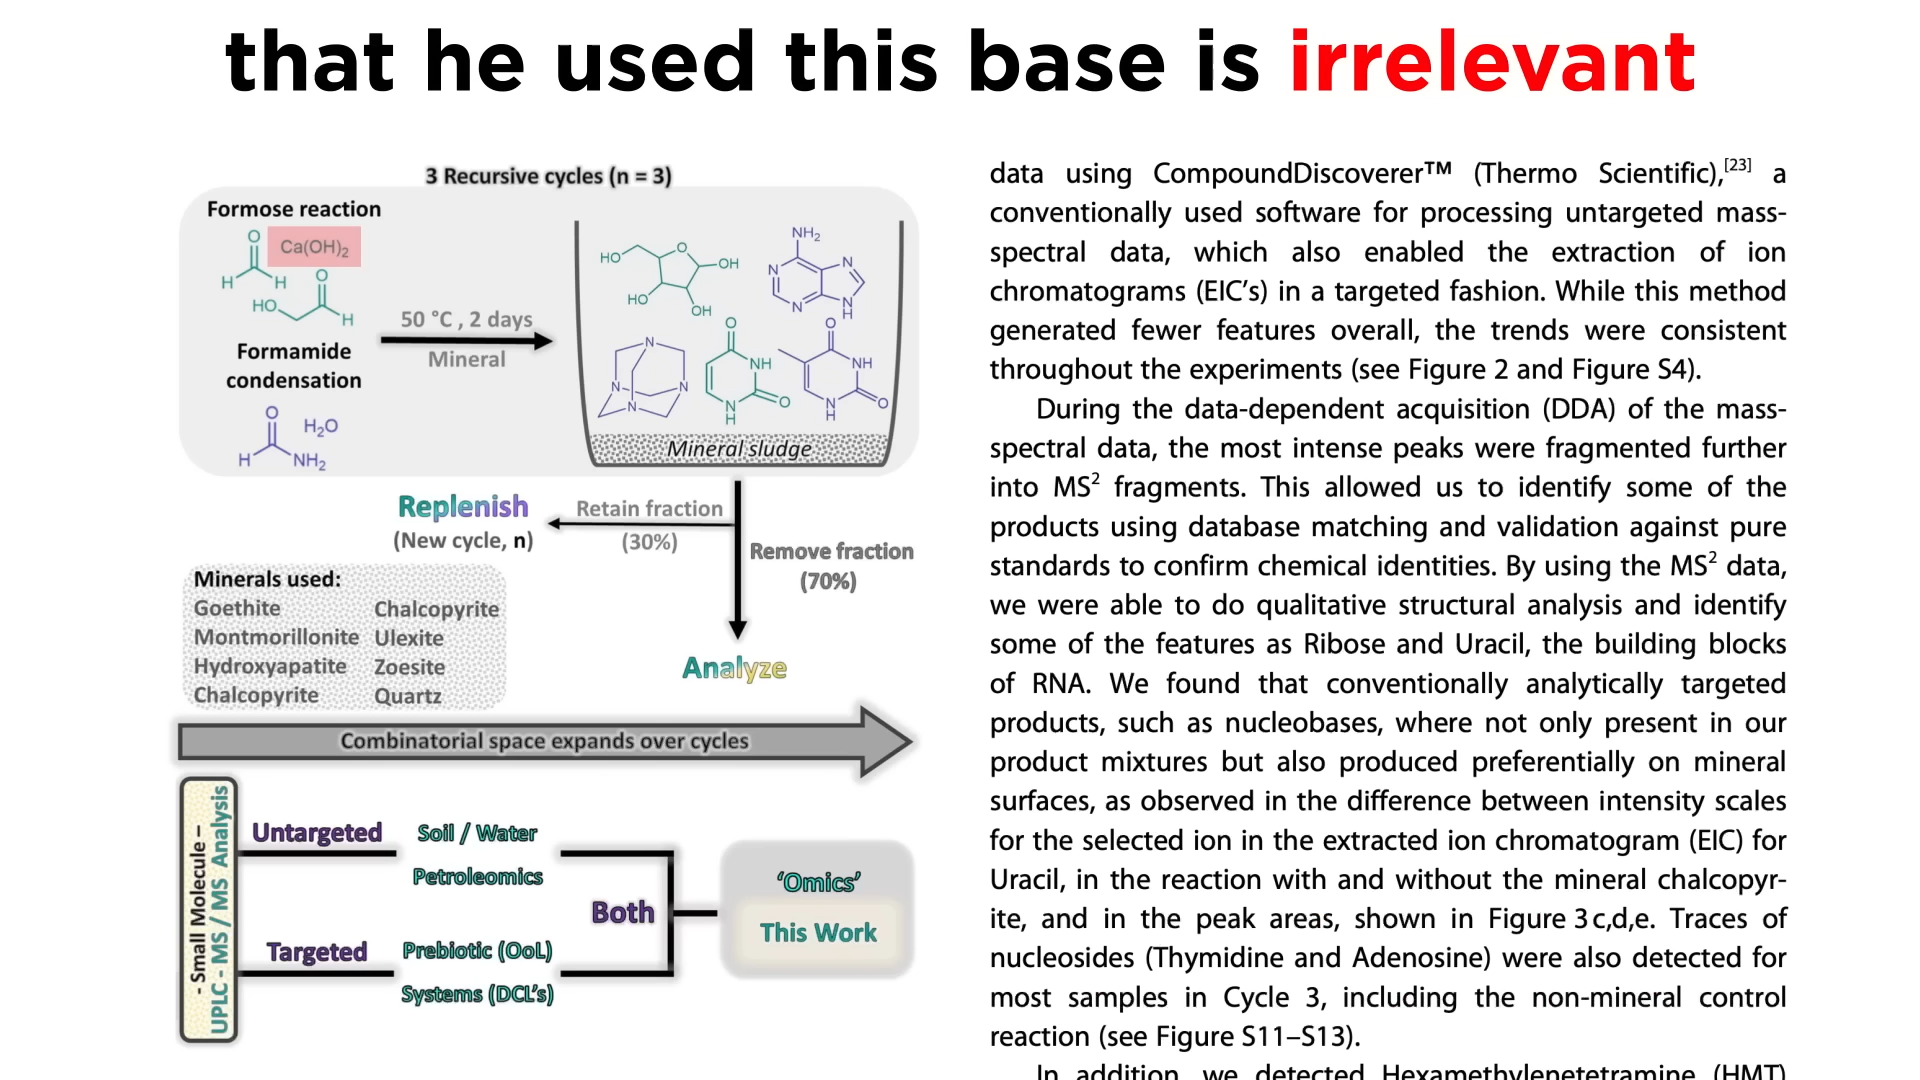 that he used this base is irrelevant
3 Recursive cycles (n = 3)
Formose reaction
O
Ca(OH)2
H
H
O
HO
H
Formamide
condensation
O
H2O
H
NH2
50 °C , 2 days
Mineral
HO
O
OH
HO
OH
NH2
N
N
N
N
H
N
N
N
N
O
NH
N
H
O
O
NH
N
H
O
Mineral sludge
Replenish
(New cycle, n)
Retain fraction
(30%)
Remove fraction
(70%)
Analyze
Minerals used:
Goethite
Chalcopyrite
Montmorillonite
Ulexite
Hydroxyapatite
Zoesite
Chalcopyrite
Quartz
Combinatorial space expands over cycles
- Small Molecule –
UPLC - MS / MS Analysis
Untargeted
Soil / Water
Petroleomics
Both
Targeted
Prebiotic (OoL)
Systems (DCL's)
‘Omics’
This Work
data using CompoundDiscoverer™ (Thermo Scientific),[23] a
conventionally used software for processing untargeted mass-
spectral data, which also enabled the extraction of ion
chromatograms (EIC’s) in a targeted fashion. While this method
generated fewer features overall, the trends were consistent
throughout the experiments (see Figure 2 and Figure S4).
During the data-dependent acquisition (DDA) of the mass-
spectral data, the most intense peaks were fragmented further
into MS2 fragments. This allowed us to identify some of the
products using database matching and validation against pure
standards to confirm chemical identities. By using the MS2 data,
we were able to do qualitative structural analysis and identify
some of the features as Ribose and Uracil, the building blocks
of RNA. We found that conventionally analytically targeted
products, such as nucleobases, where not only present in our
product mixtures but also produced preferentially on mineral
surfaces, as observed in the difference between intensity scales
for the selected ion in the extracted ion chromatogram (EIC) for
Uracil, in the reaction with and without the mineral chalcopyr-
ite, and in the peak areas, shown in Figure 3 c,d,e. Traces of
nucleosides (Thymidine and Adenosine) were also detected for
most samples in Cycle 3, including the non-mineral control
reaction (see Figure S11–S13).
In addition, we detected Hexamethylenetetramine (HMT)